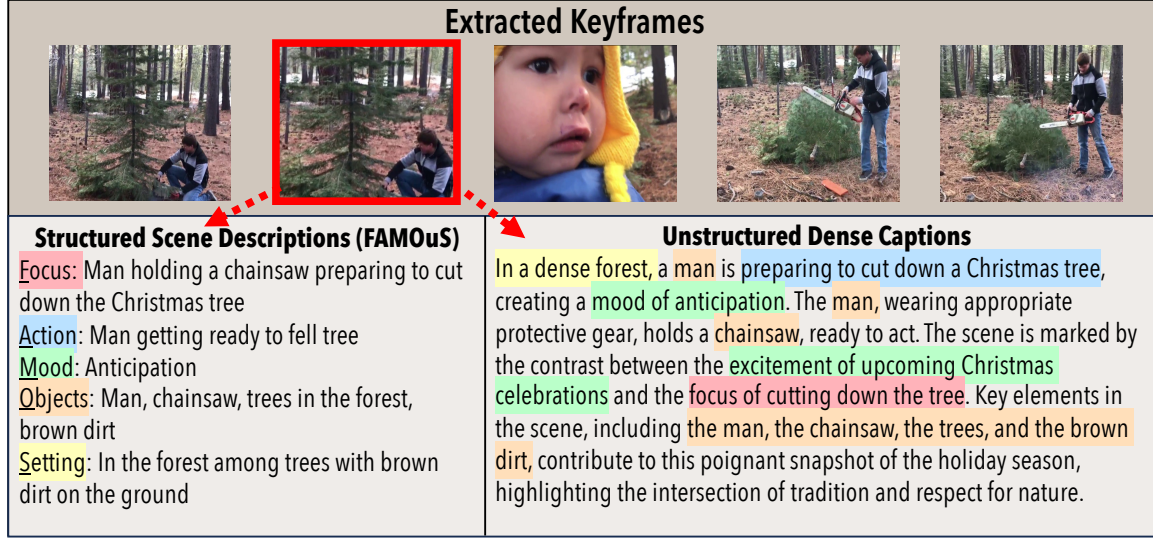 Extracted Keyframes
Structured Scene Descriptions (FAMOuS)
Focus: Man holding a chainsaw preparing to cut
down the Christmas tree
Action: Man getting ready to fell tree
Mood: Anticipation
Objects: Man, chainsaw, trees in the forest,
brown dirt
Setting: In the forest among trees with brown
dirt on the ground
Unstructured Dense Captions
In a dense forest, a man is preparing to cut down a Christmas tree,
creating a mood of anticipation. The man, wearing appropriate
protective gear, holds a chainsaw, ready to act. The scene is marked by
the contrast between the excitement of upcoming Christmas
celebrations and the focus of cutting down the tree. Key elements in
the scene, including the man, the chainsaw, the trees, and the brown
dirt, contribute to this poignant snapshot of the holiday season,
highlighting the intersection of tradition and respect for nature.